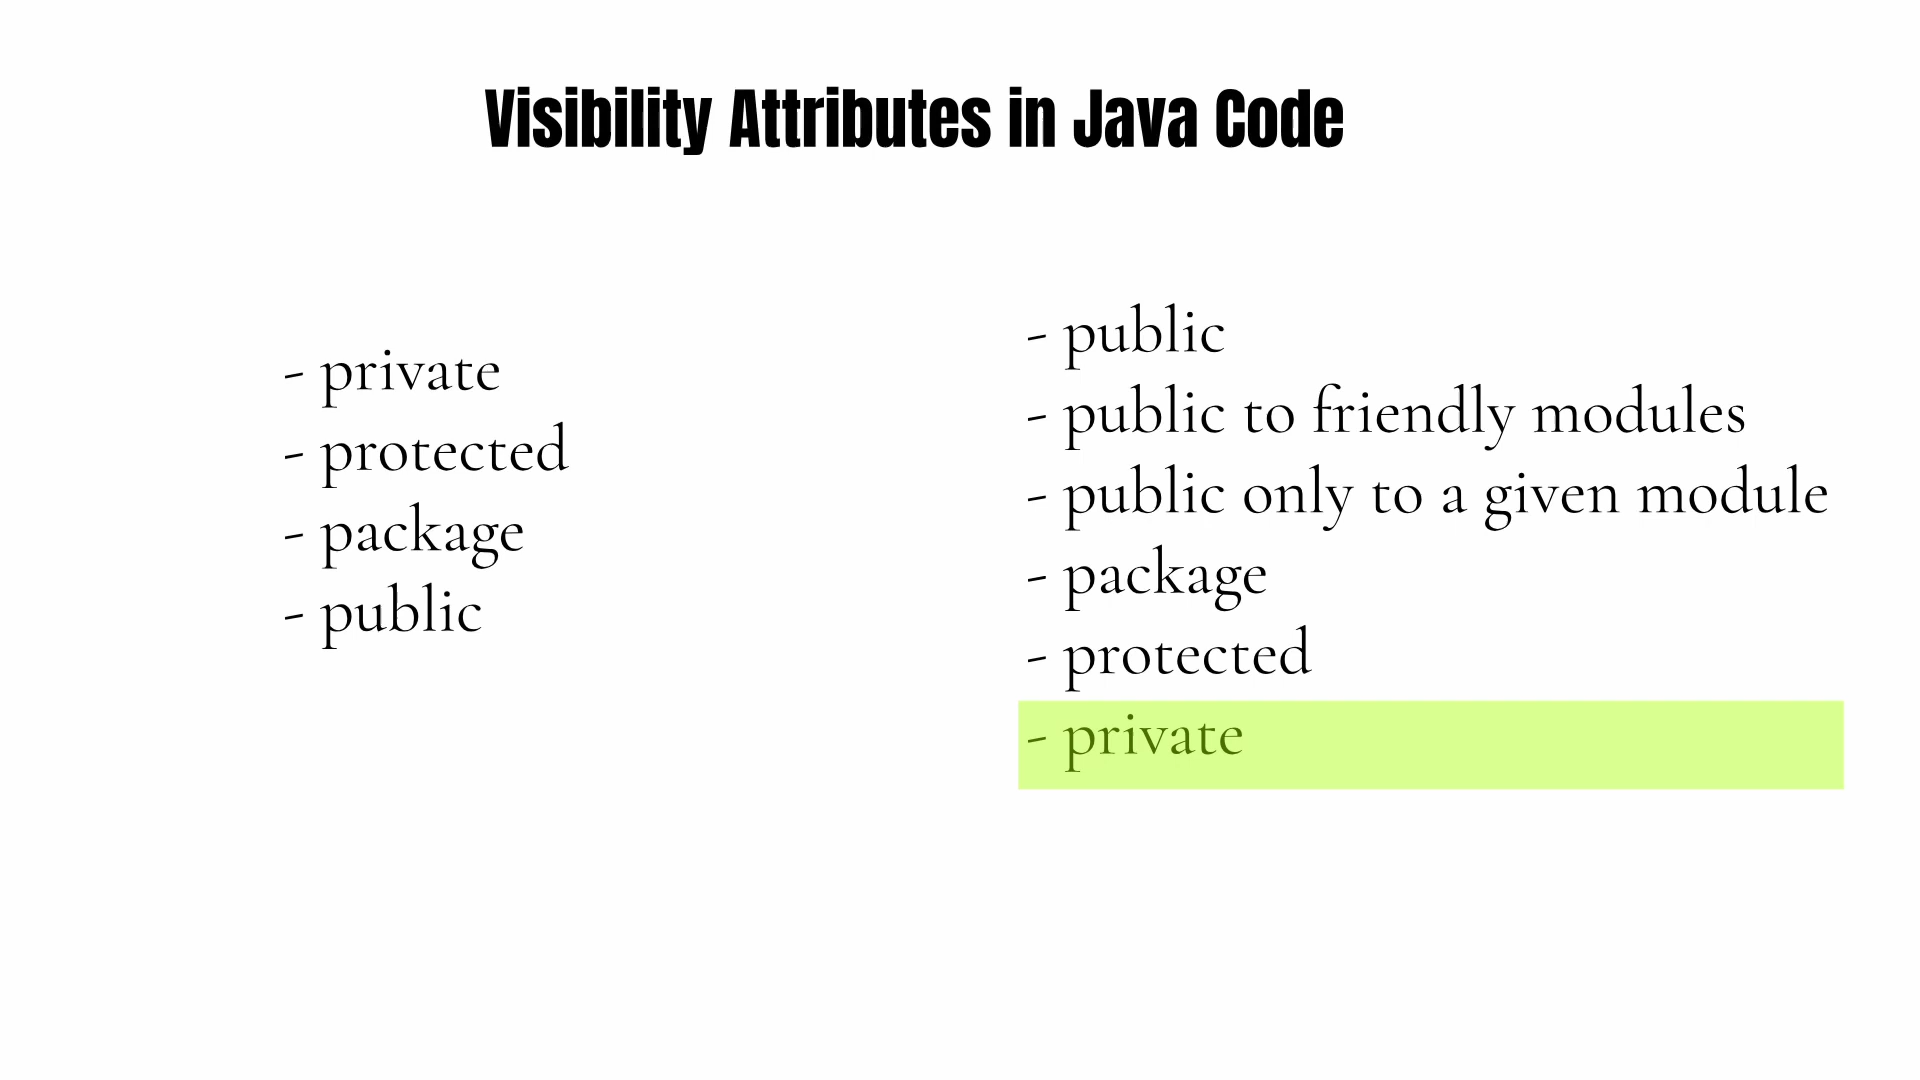 Visibility Attributes in Java Code
- private
- protected
- package
- public
- public
- public to friendly modules
- public only to a given module
- package
- protected
- private